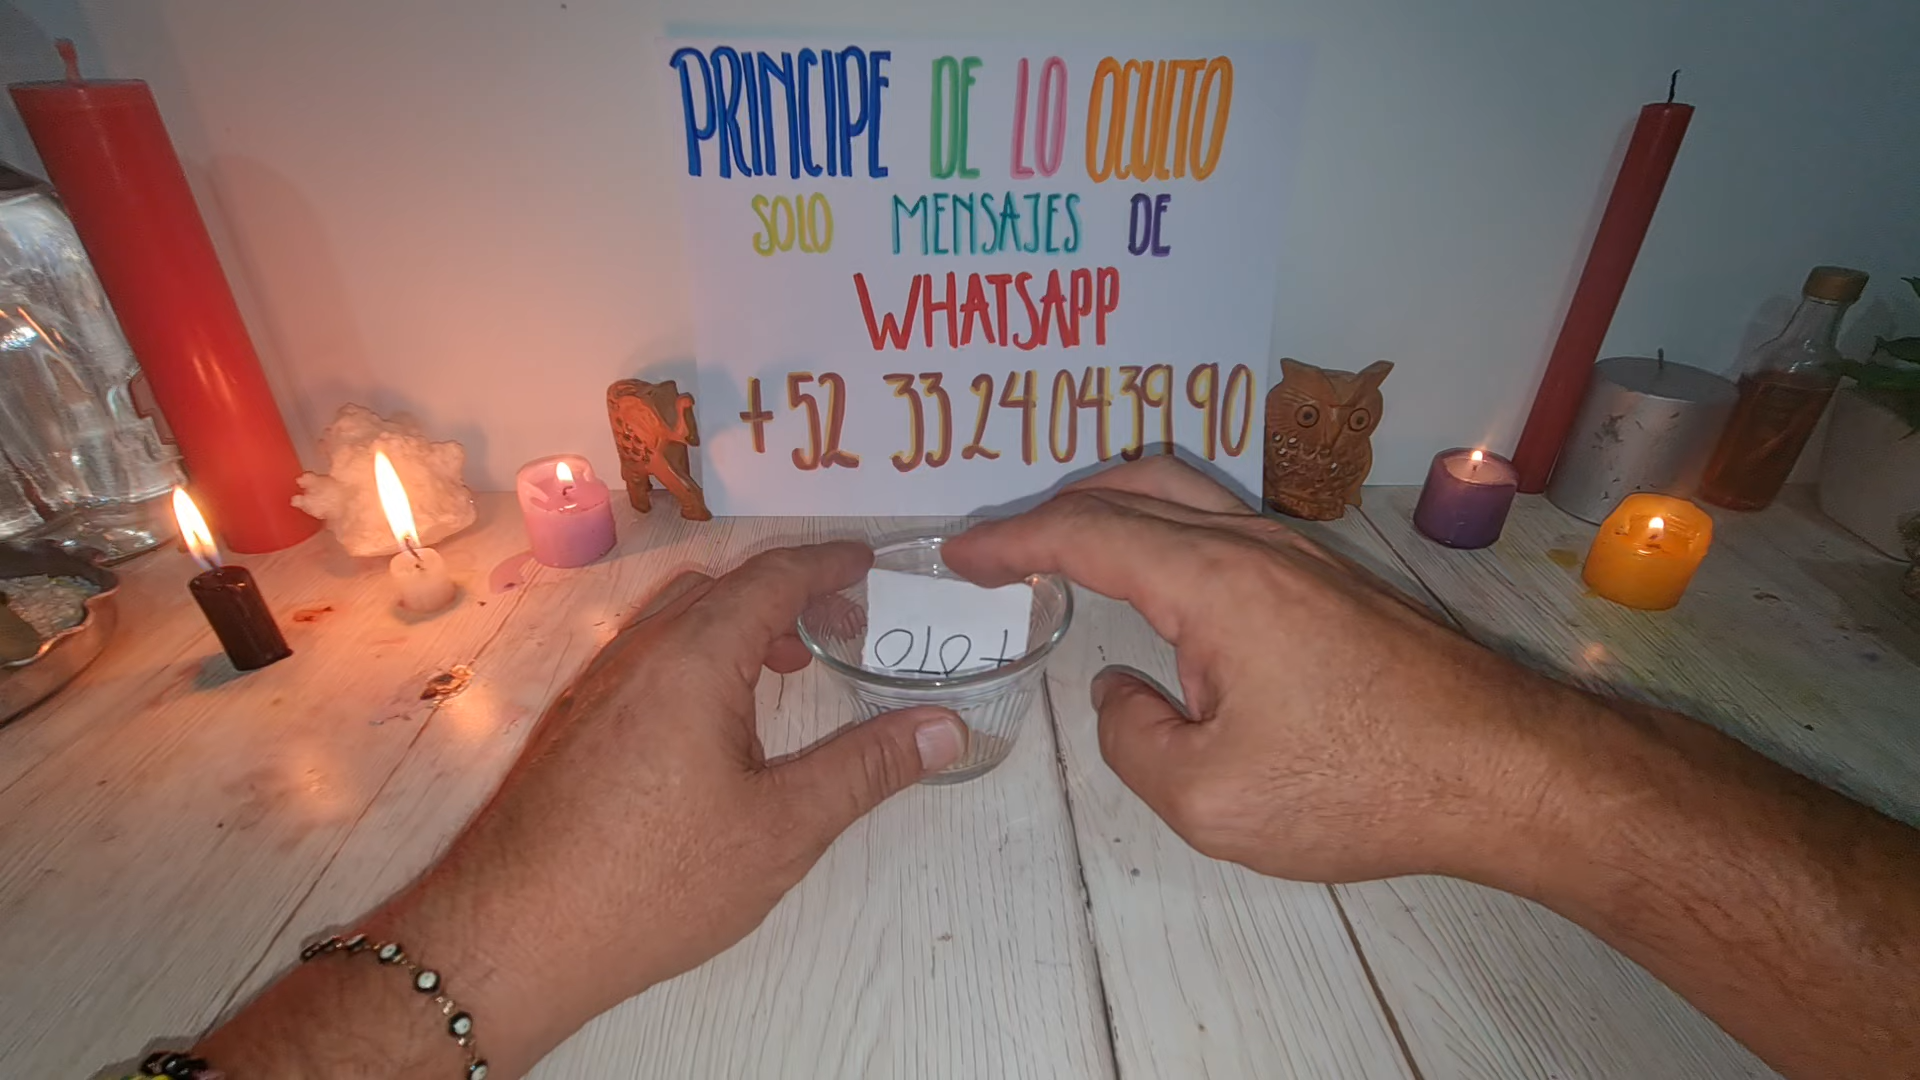 PRINCIPE DE LO OCULTO
SOLO MENSAJES DE
WHATSAPP
+52 33 24 04 39 90
FOTO